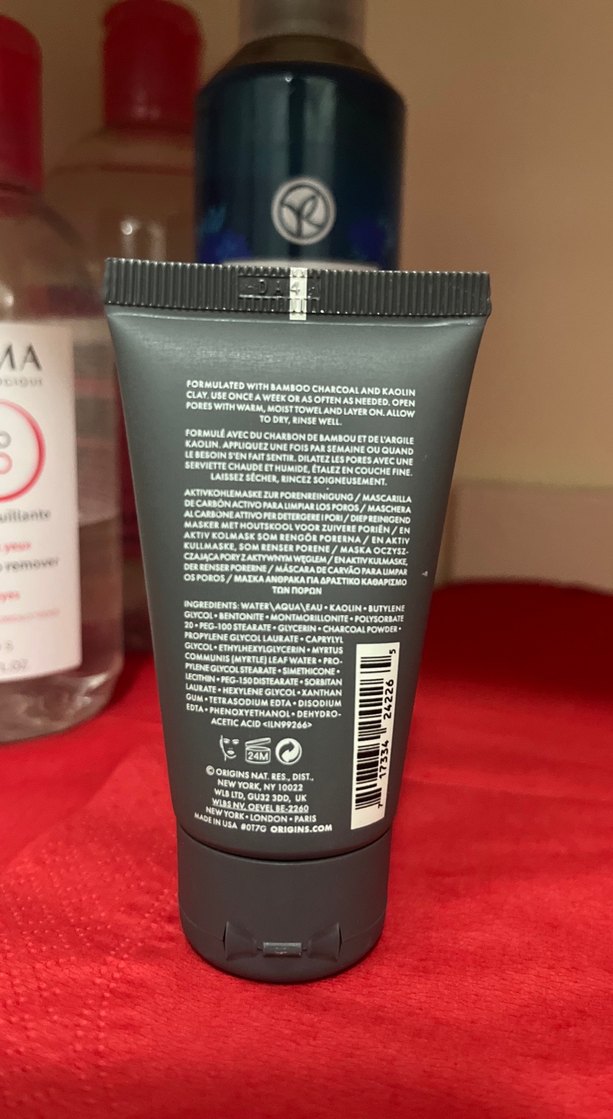 DA4
FORMULATED WITH BAMBOO CHARCOAL AND KAOLIN
CLAY. USE ONCE A WEEK OR AS OFTEN AS NEEDED. OPEN
PORES WITH WARM, MOIST TOWEL AND LAYER ON. ALLOW
TO DRY, RINSE WELL.
FORMULÉ AVEC DU CHARBON DE BAMBOU ET DE L'ARGILE
KAOLIN. APPLIQUEZ UNE FOIS PAR SEMAINE OU QUAND
LE BESOIN S'EN FAIT SENTIR. DILATEZ LES PORES AVEC UNE
SERVIETTE CHAUDE ET HUMIDE, ÉTALEZ EN COUCHE FINE.
LAISSEZ SÉCHER, RINCEZ SOIGNEUSEMENT.
AKTIVKOHLEMASKE ZUR PORENREINIGUNG / MASCARILLA
DE CARBÓN ACTIVO PARA LIMPIAR LOS POROS / MASCHERA
AL CARBONE ATTIVO PER DETERGERE I PORI / DIEP REINIGEND
MASKER MET HOUTSKOOL VOOR ZUIVERE PORIËN / EN
AKTIV KOLMASK SOM RENGÖR PORERNA / EN AKTIV
KULLMASKE, SOM RENSER PORENE / MASKA OCZYSZ-
CZAJĄCA PORY Z AKTYWNYM WĘGLEM / EN AKTIV KULMASKE,
DER RENSER PORERNE / MÁSCARA DE CARVÃO PARA LIMPAR
OS POROS / ΜΑΣΚΑ ΑΝΘΡΑΚΑ ΓΙΑ ΔΡΑΣΤΙΚΟ ΚΑΘΑΡΙΣΜΟ
ΤΩΝ ΠΟΡΩΝ
INGREDIENTS: WATER\AQUA\EAU • KAOLIN • BUTYLENE
GLYCOL • BENTONITE • MONTMORILLONITE • POLYSORBATE
20 • PEG-100 STEARATE • GLYCERIN • CHARCOAL POWDER •
PROPYLENE GLYCOL LAURATE • CAPRYLYL
GLYCOL • ETHYLHEXYLGLYCERIN • MYRTUS
COMMUNIS (MYRTLE) LEAF WATER • PRO-
PYLENE GLYCOL STEARATE • SIMETHICONE •
LECITHIN • PEG-150 DISTEARATE • SORBITAN
LAURATE • HEXYLENE GLYCOL • XANTHAN
GUM • TETRASODIUM EDTA • DISODIUM
EDTA • PHENOXYETHANOL • DEHYDRO-
ACETIC ACID <ILN99266>
24M
© ORIGINS NAT. RES., DIST.,
NEW YORK, NY 10022
WLB LTD, GU32 3DD, UK
WLBS NV. OEVEL BE-2260
NEW YORK • LONDON • PARIS
MADE IN USA #0T7G ORIGINS.COM
7 17334 24226 5
MA
uillante
yeux
remover
yes